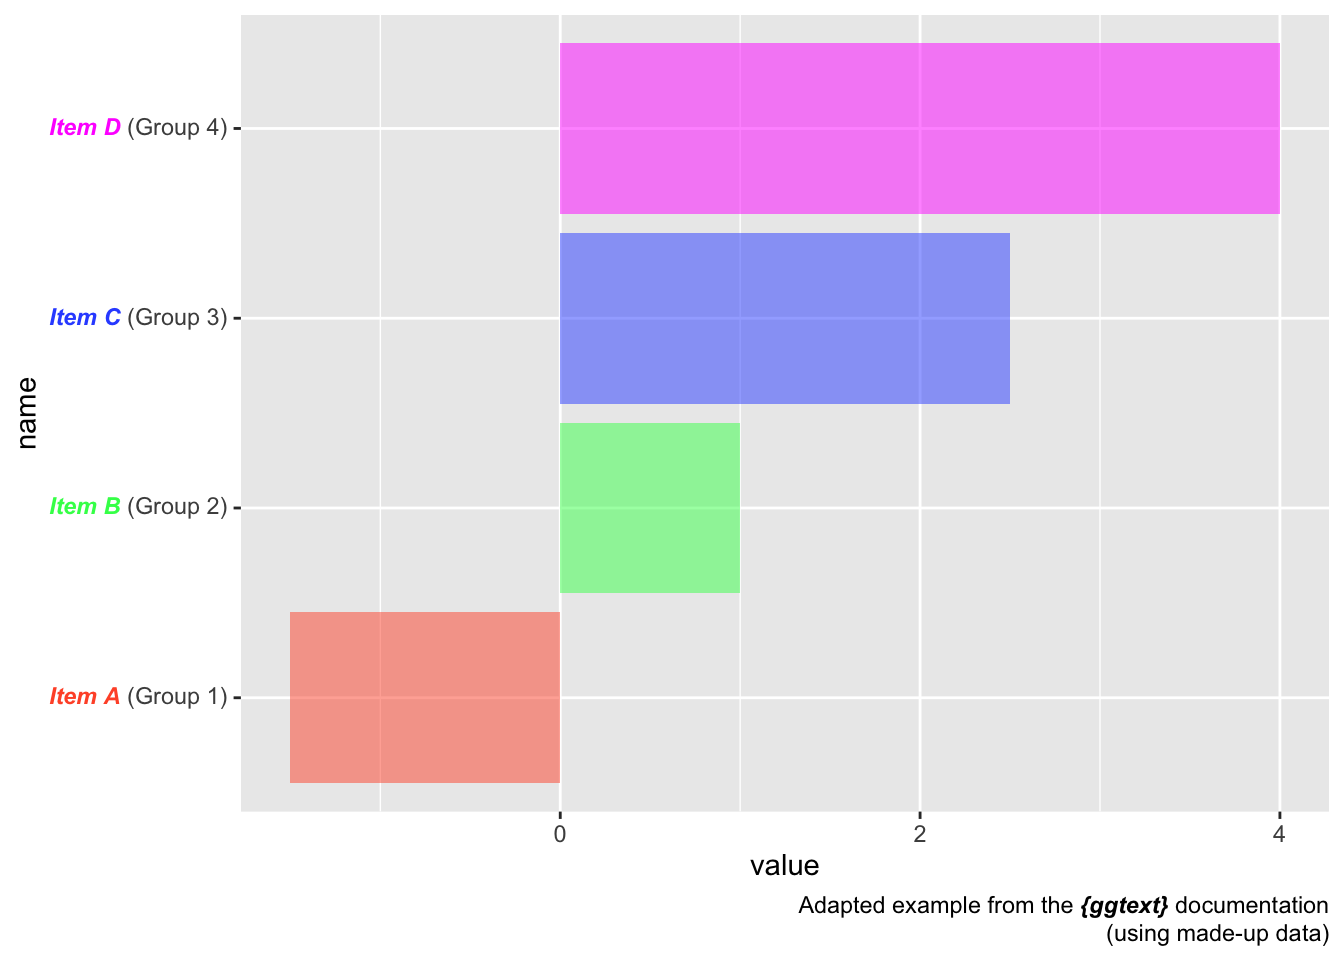 Item D (Group 4)
Item C (Group 3)
name
Item B (Group 2)
Item A (Group 1)
0 2 4
value
Adapted example from the {ggtext} documentation
(using made-up data)